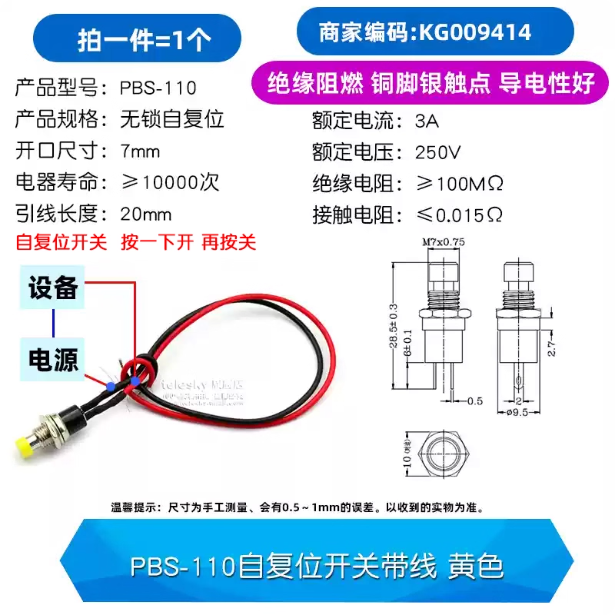 拍一件=1个
商家编码:KG009414
产品型号: PBS-110
绝缘阻燃 铜脚银触点 导电性好
产品规格: 无锁自复位
额定电流: 3A
开口尺寸: 7mm
额定电压: 250V
电器寿命: ≥10000次
绝缘电阻: ≥100MΩ
引线长度: 20mm
接触电阻: ≤0.015Ω
自复位开关 按一下开 再按关
设备
电源
telesky
M7x0.75
28.5±0.3
6±0.1
0.5
2.7
2
ø9.5
10
温馨提示: 尺寸为手工测量、会有0.5~1mm的误差。以收到的实物为准。
PBS-110自复位开关带线 黄色